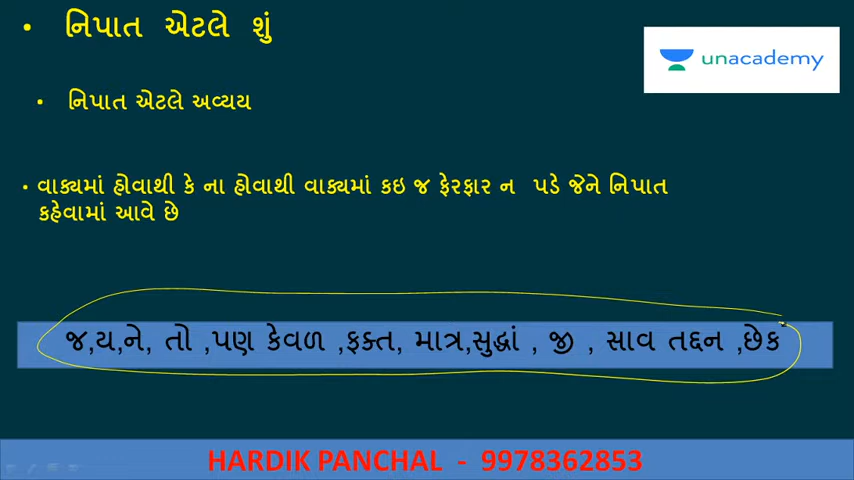 • નિપાત એટલે શું
unacademy
• નિપાત એટલે અવ્યય
• વાક્યમાં હોવાથી કે ના હોવાથી વાક્યમાં કઇ જ ફેરફાર ન પડે જેને નિપાત
કહેવામાં આવે છે
જ,ય,ને, તો ,પણ કેવળ ,ફક્ત, માત્ર,સુદ્ધાં , જી , સાવ તદ્દન ,છેક
HARDIK PANCHAL - 9978362853